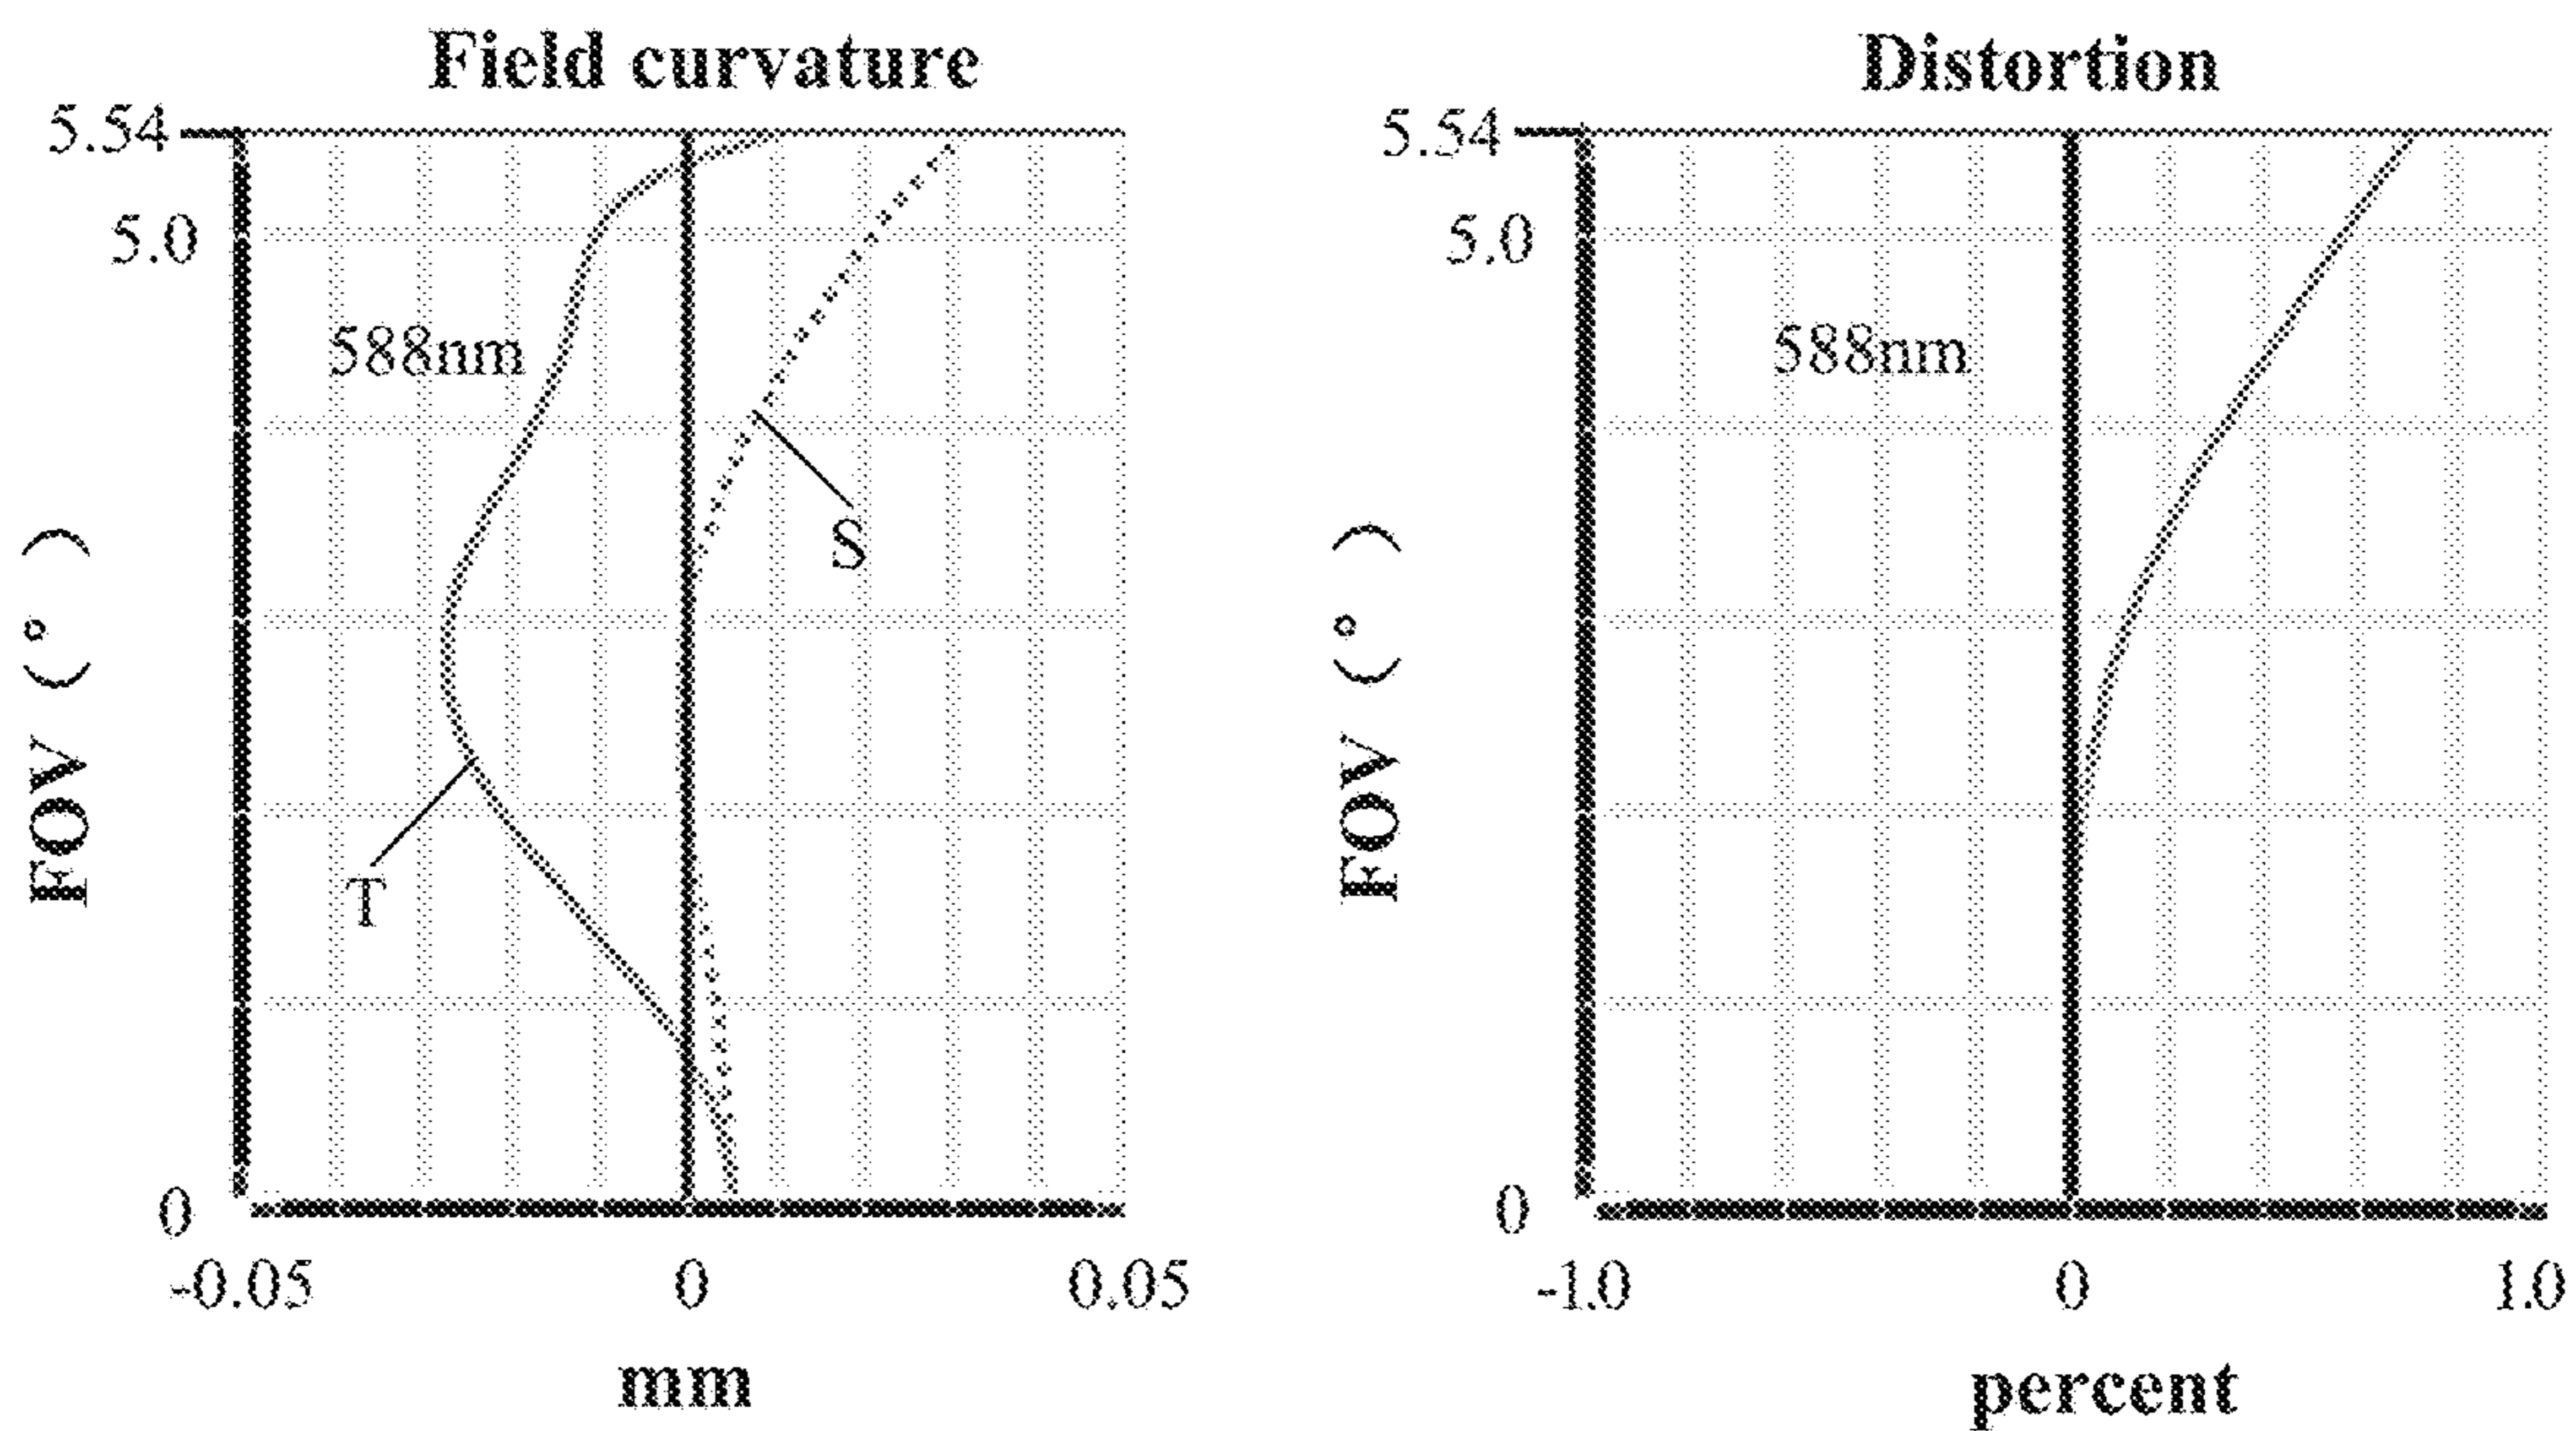 Field curvature
5.54
5.0
588nm
S
T
FOV (°)
0
-0.05 0 0.05
mm
Distortion
5.54
5.0
588nm
FOV (°)
0
-1.0 0 1.0
percent